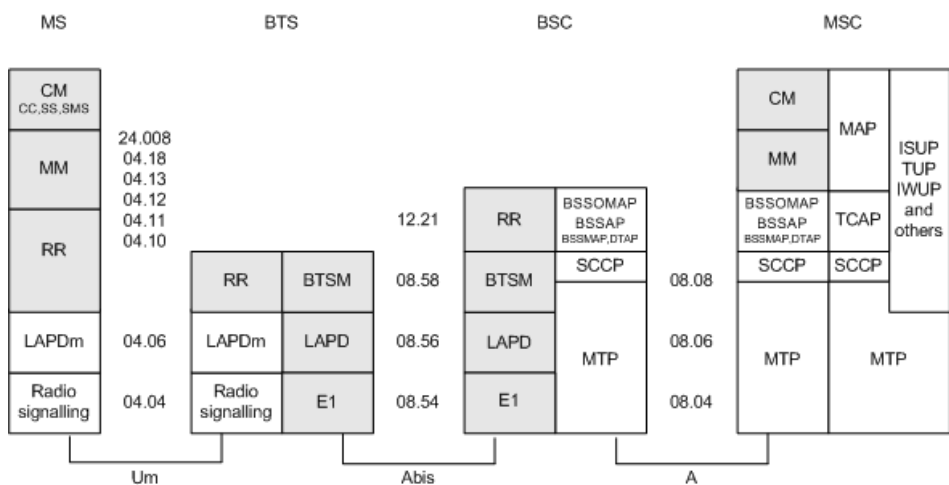 MS
BTS
BSC
MSC
CM
CC,SS,SMS
MM
RR
LAPDm
Radio
signalling
24.008
04.18
04.13
04.12
04.11
04.10
04.06
04.04
RR
BTSM
LAPDm
LAPD
Radio
signalling
E1
12.21
08.58
08.56
08.54
RR
BTSM
LAPD
E1
BSSOMAP
BSSAP
BSSMAP,DTAP
SCCP
MTP
08.08
08.06
08.04
CM
MM
BSSOMAP
BSSAP
BSSMAP,DTAP
SCCP
MTP
MAP
TCAP
SCCP
MTP
ISUP
TUP
IWUP
and
others
Um
Abis
A